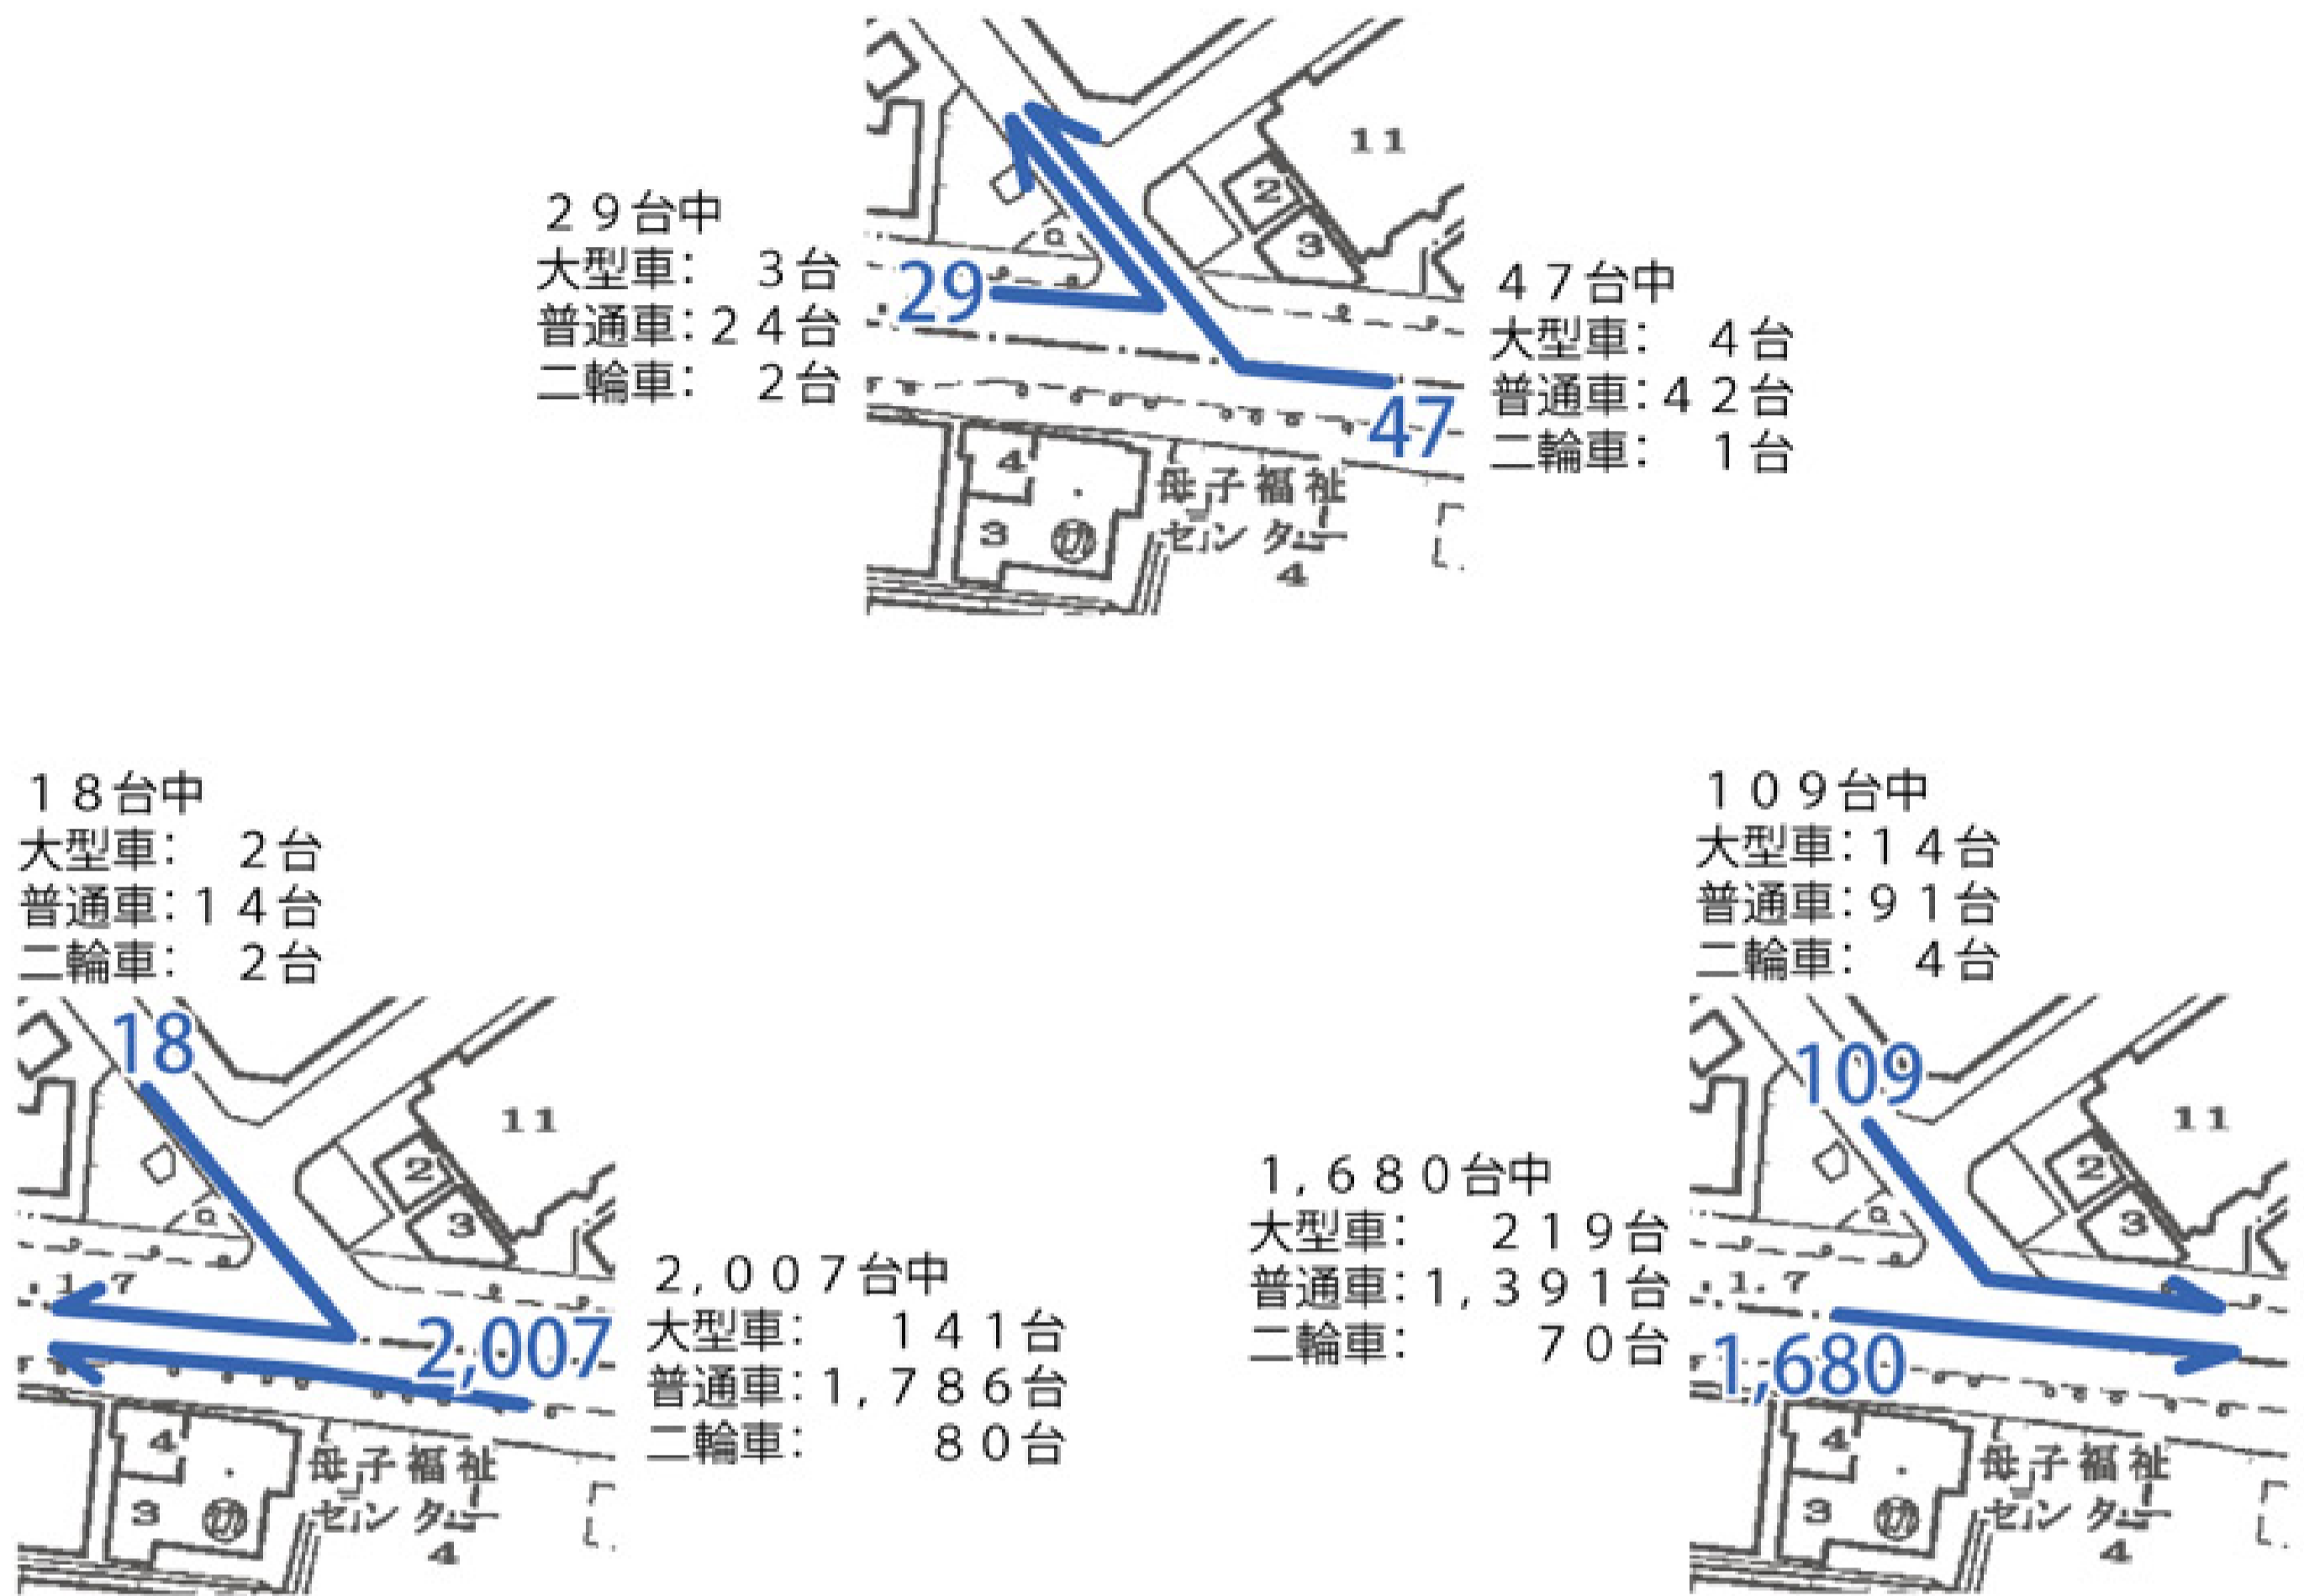 11
2
3
29台中
大型車: 3台
普通車:24台
二輪車: 2台
29
47台中
大型車: 4台
普通車:42台
二輪車: 1台
47
4
3
母子福祉
センター
4
18台中
大型車: 2台
普通車:14台
二輪車: 2台
18
11
2
3
.1.7
2,007
2,007台中
大型車: 141台
普通車:1,786台
二輪車: 80台
4
3
母子福祉
センター
4
109台中
大型車:14台
普通車:91台
二輪車: 4台
109
11
2
3
.1.7
1,680台中
大型車: 219台
普通車:1,391台
二輪車: 70台
1,680
4
3
母子福祉
センター
4